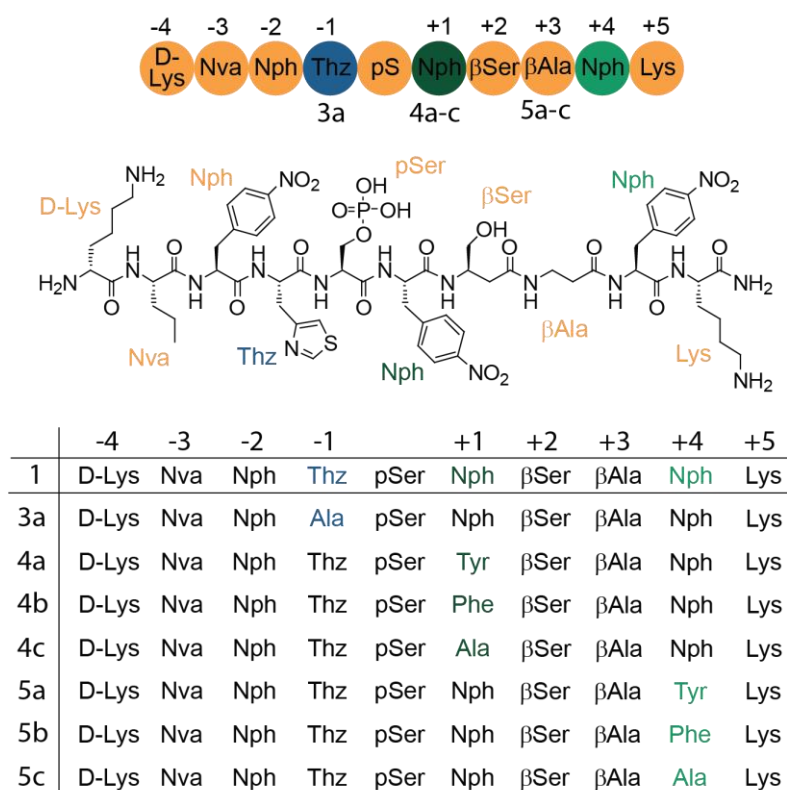 -4 -3 -2 -1 +1 +2 +3 +4 +5
D-Lys Nva Nph Thz pS Nph βSer βAla Nph Lys
3a 4a-c 5a-c
NH2 Nph NO2 pSer OH O=P-OH O βSer OH Nph NO2
D-Lys
O H N O H N O H N O H N O H N O O H N O
H2N N H O N H O N H O N H O N H O N H O NH2
Nva Thz N S Nph NO2 βAla Lys NH2
-4 -3 -2 -1 +1 +2 +3 +4 +5
1 D-Lys Nva Nph Thz pSer Nph βSer βAla Nph Lys
3a D-Lys Nva Nph Ala pSer Nph βSer βAla Nph Lys
4a D-Lys Nva Nph Thz pSer Tyr βSer βAla Nph Lys
4b D-Lys Nva Nph Thz pSer Phe βSer βAla Nph Lys
4c D-Lys Nva Nph Thz pSer Ala βSer βAla Nph Lys
5a D-Lys Nva Nph Thz pSer Nph βSer βAla Tyr Lys
5b D-Lys Nva Nph Thz pSer Nph βSer βAla Phe Lys
5c D-Lys Nva Nph Thz pSer Nph βSer βAla Ala Lys